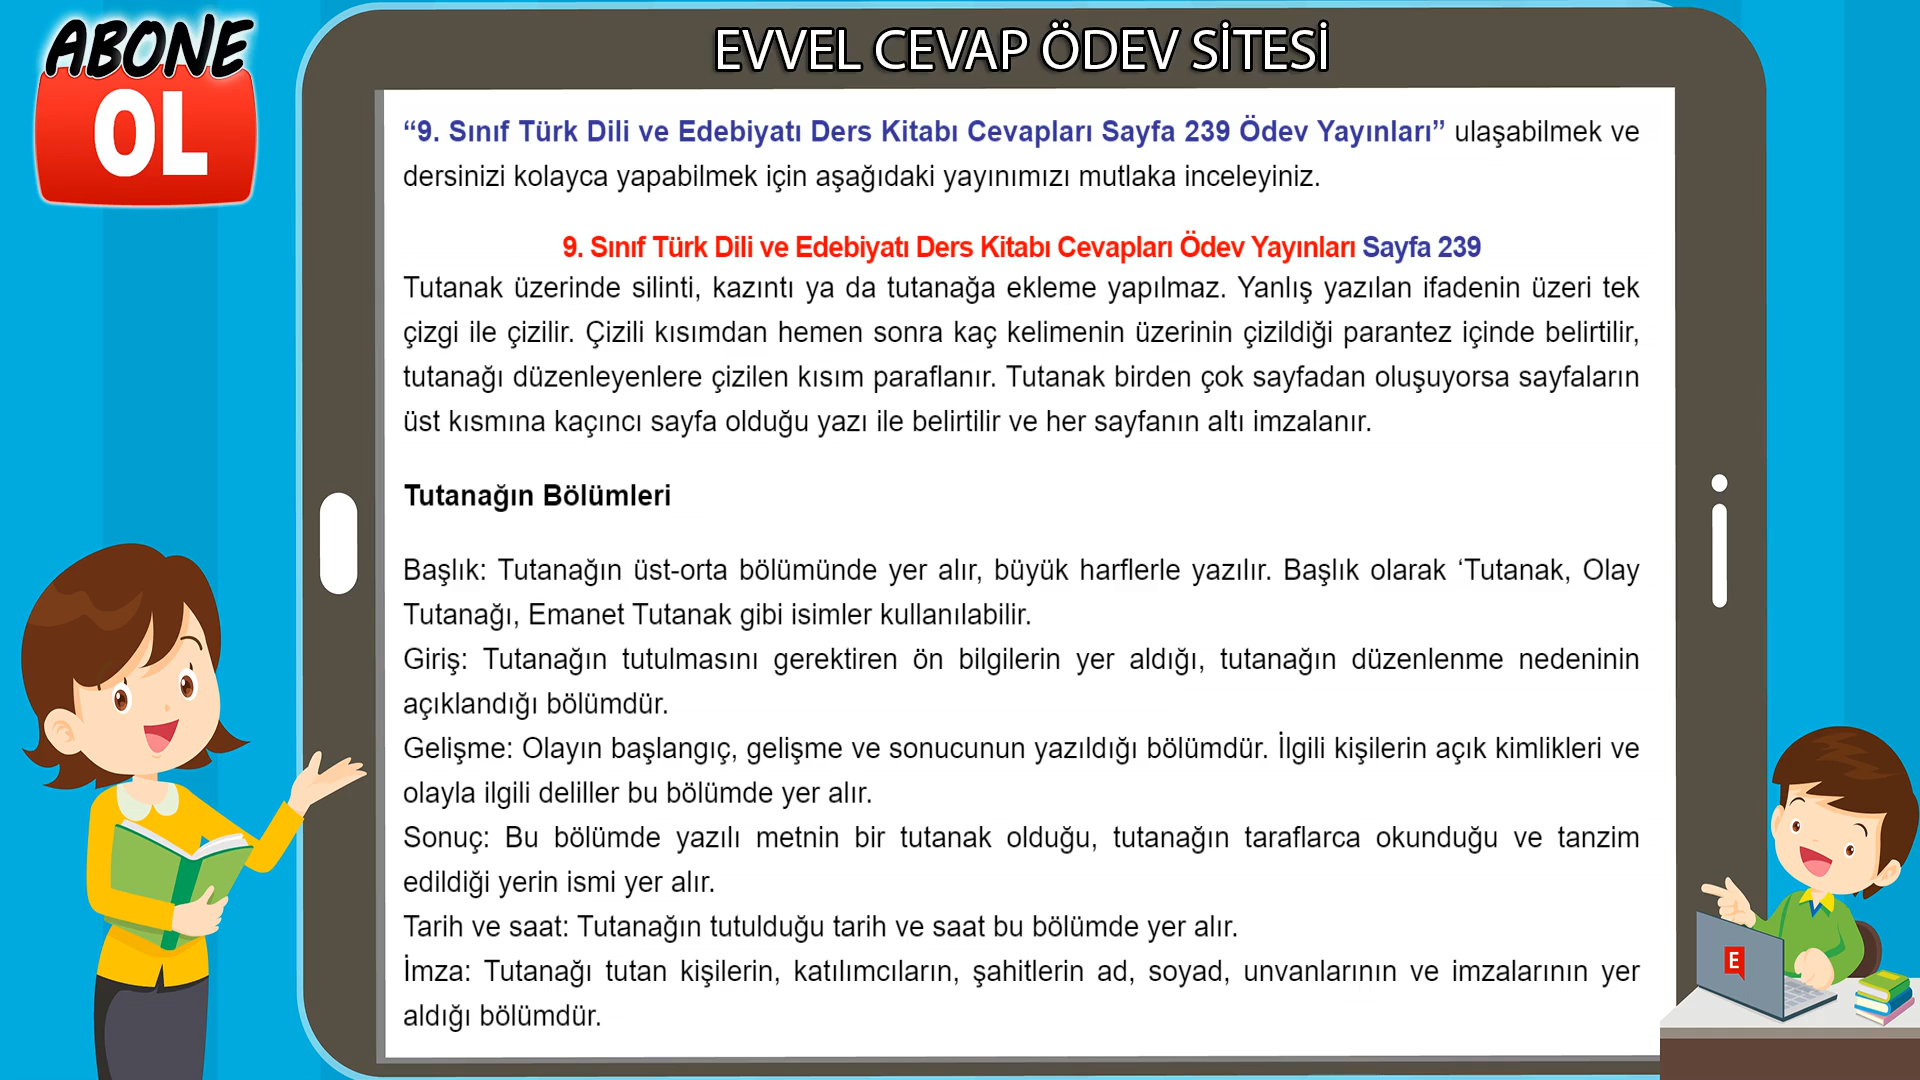 ABONE
OL
EVVEL CEVAP ÖDEV SİTESİ
“9. Sınıf Türk Dili ve Edebiyatı Ders Kitabı Cevapları Sayfa 239 Ödev Yayınları” ulaşabilmek ve
dersinizi kolayca yapabilmek için aşağıdaki yayınımızı mutlaka inceleyiniz.
9. Sınıf Türk Dili ve Edebiyatı Ders Kitabı Cevapları Ödev Yayınları Sayfa 239
Tutanak üzerinde silinti, kazıntı ya da tutanağa ekleme yapılmaz. Yanlış yazılan ifadenin üzeri tek
çizgi ile çizilir. Çizili kısımdan hemen sonra kaç kelimenin üzerinin çizildiği parantez içinde belirtilir,
tutanağı düzenleyenlere çizilen kısım paraflanır. Tutanak birden çok sayfadan oluşuyorsa sayfaların
üst kısmına kaçıncı sayfa olduğu yazı ile belirtilir ve her sayfanın altı imzalanır.
Tutanağın Bölümleri
Başlık: Tutanağın üst-orta bölümünde yer alır, büyük harflerle yazılır. Başlık olarak ‘Tutanak, Olay
Tutanağı, Emanet Tutanak gibi isimler kullanılabilir.
Giriş: Tutanağın tutulmasını gerektiren ön bilgilerin yer aldığı, tutanağın düzenlenme nedeninin
açıklandığı bölümdür.
Gelişme: Olayın başlangıç, gelişme ve sonucunun yazıldığı bölümdür. İlgili kişilerin açık kimlikleri ve
olayla ilgili deliller bu bölümde yer alır.
Sonuç: Bu bölümde yazılı metnin bir tutanak olduğu, tutanağın taraflarca okunduğu ve tanzim
edildiği yerin ismi yer alır.
Tarih ve saat: Tutanağın tutulduğu tarih ve saat bu bölümde yer alır.
İmza: Tutanağı tutan kişilerin, katılımcıların, şahitlerin ad, soyad, unvanlarının ve imzalarının yer
aldığı bölümdür.
E